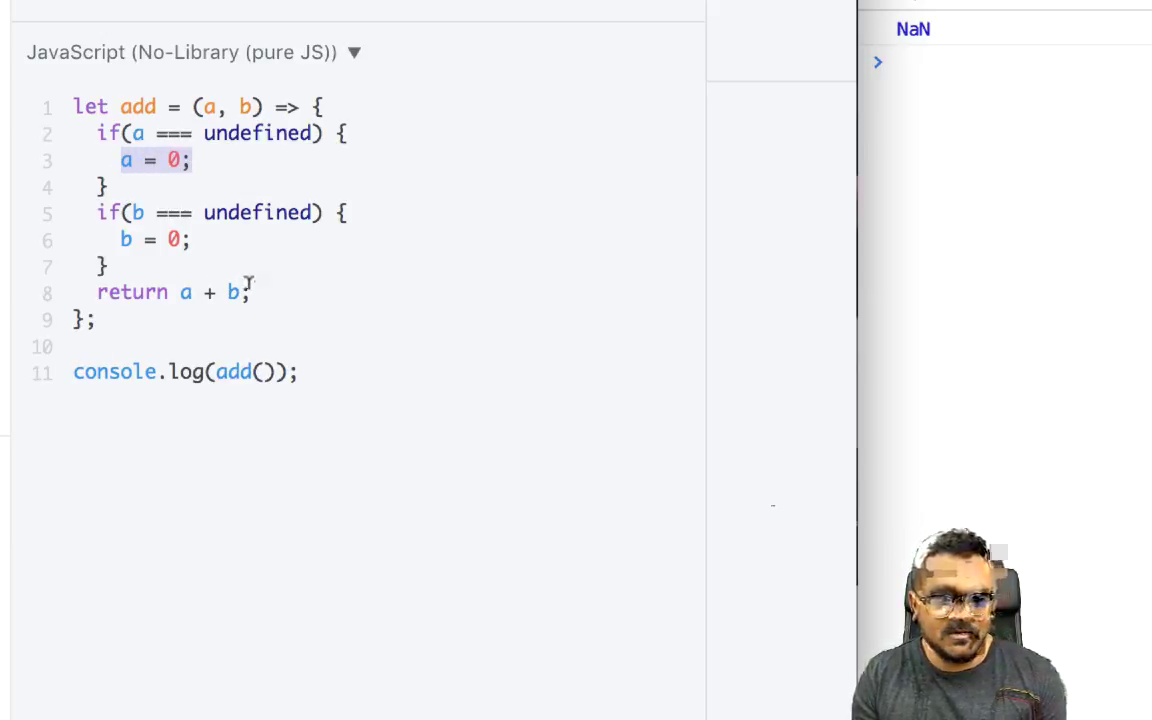 JavaScript (No-Library (pure JS)) ▼
NaN
>
1 let add = (a, b) => {
2 if(a === undefined) {
3 a = 0;
4 }
5 if(b === undefined) {
6 b = 0;
7 }
8 return a + b;
9 };
10
11 console.log(add());